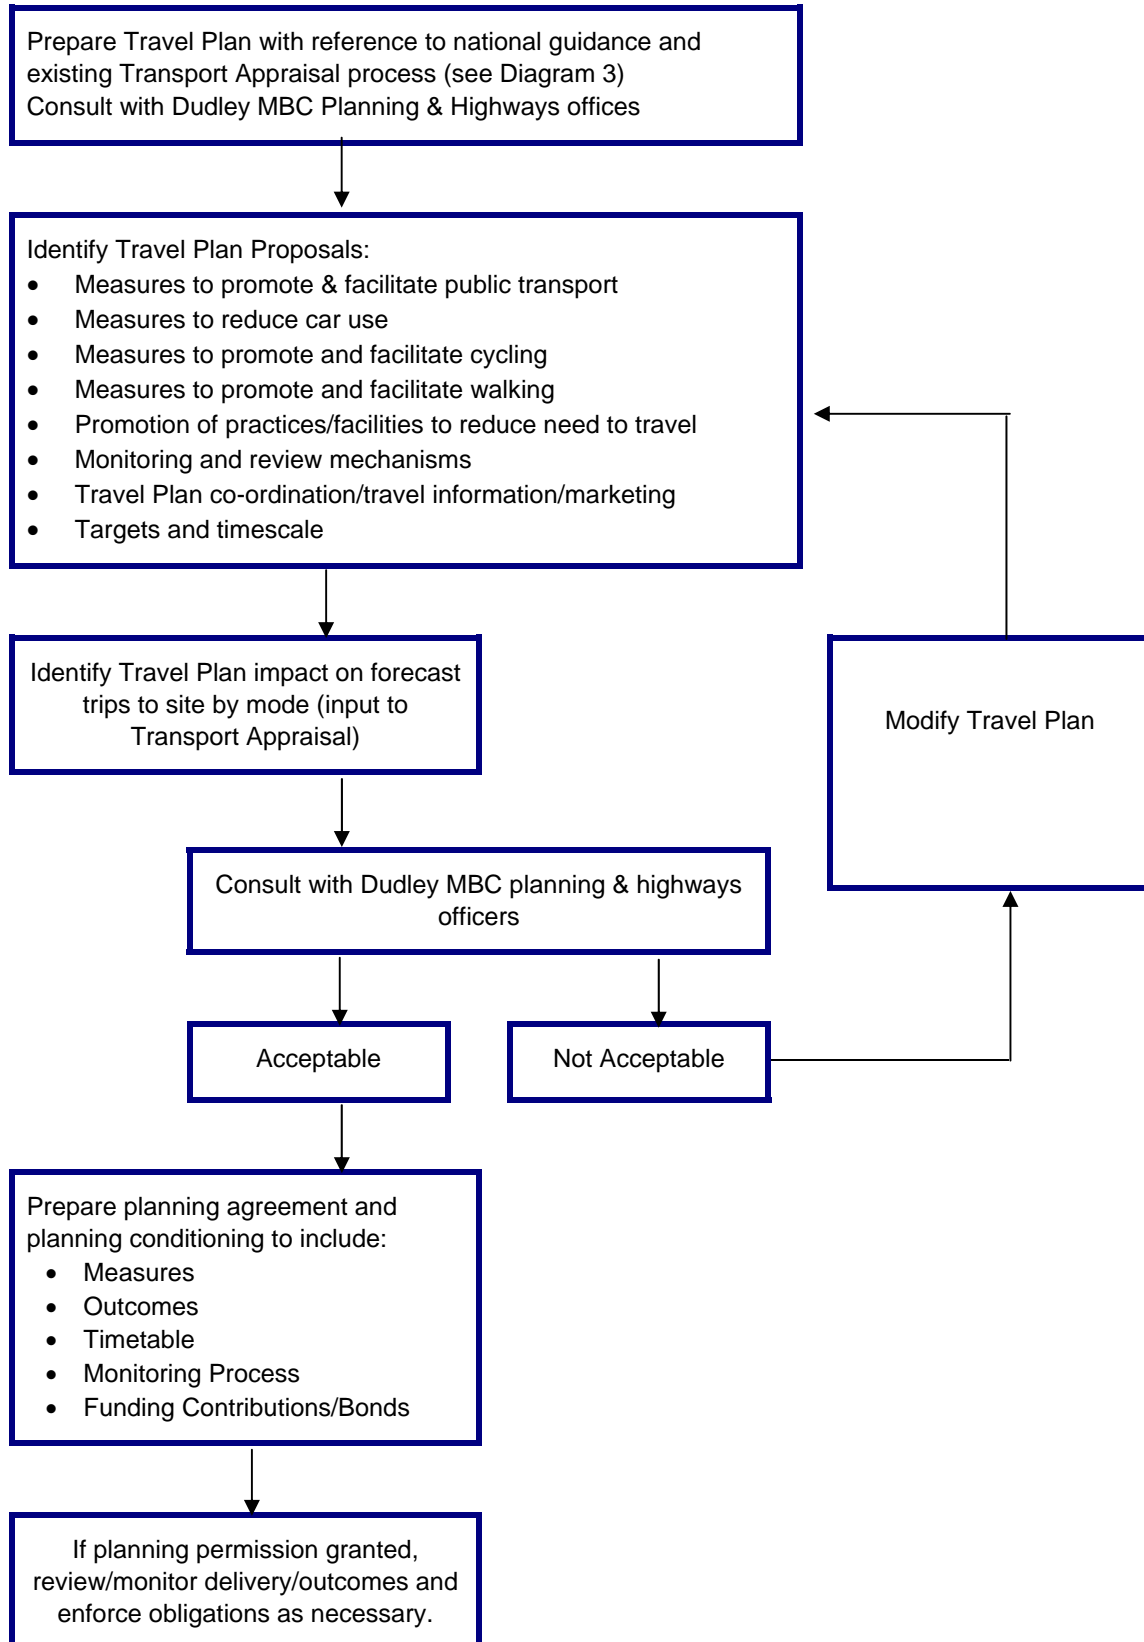 Prepare Travel Plan with reference to national guidance and
existing Transport Appraisal process (see Diagram 3)
Consult with Dudley MBC Planning & Highways offices
Identify Travel Plan Proposals:
• Measures to promote & facilitate public transport
• Measures to reduce car use
• Measures to promote and facilitate cycling
• Measures to promote and facilitate walking
• Promotion of practices/facilities to reduce need to travel
• Monitoring and review mechanisms
• Travel Plan co-ordination/travel information/marketing
• Targets and timescale
Identify Travel Plan impact on forecast
trips to site by mode (input to
Transport Appraisal)
Modify Travel Plan
Consult with Dudley MBC planning & highways
officers
Acceptable
Not Acceptable
Prepare planning agreement and
planning conditioning to include:
• Measures
• Outcomes
• Timetable
• Monitoring Process
• Funding Contributions/Bonds
If planning permission granted,
review/monitor delivery/outcomes and
enforce obligations as necessary.